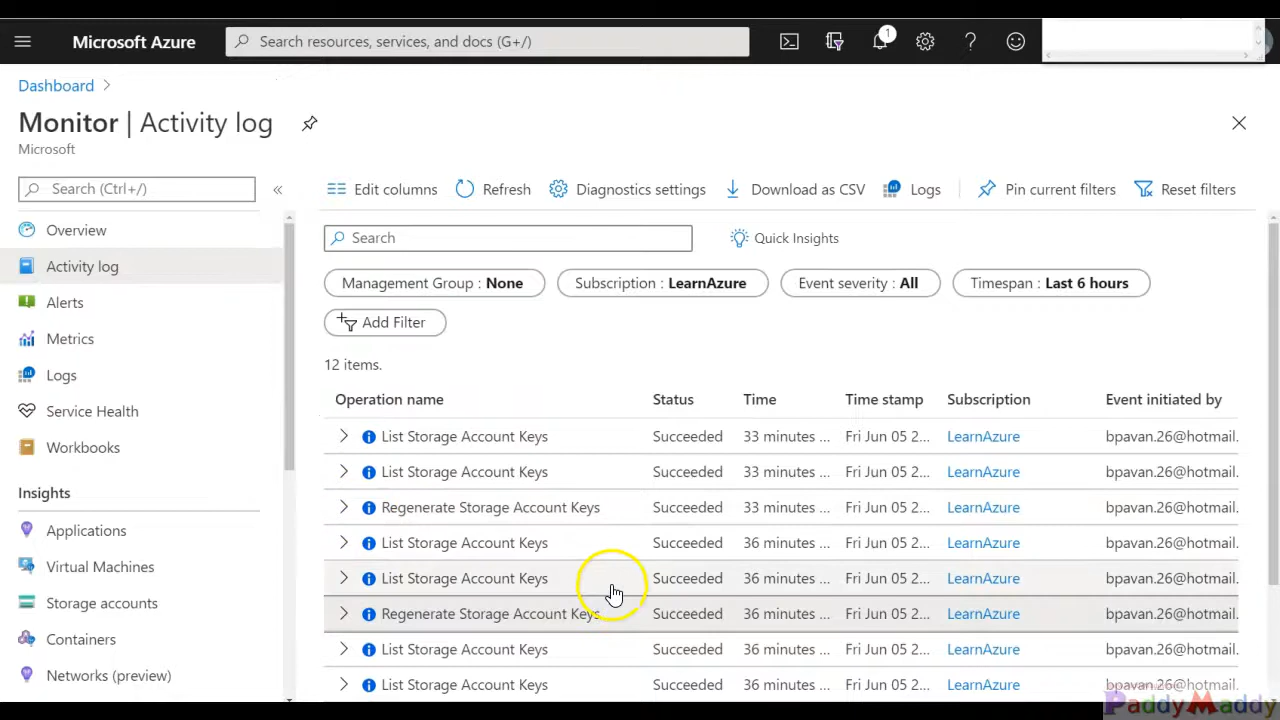 Microsoft Azure
Search resources, services, and docs (G+/)
1
Dashboard
Monitor | Activity log
Microsoft
Search (Ctrl+/)
«
Overview
Activity log
Alerts
Metrics
Logs
Service Health
Workbooks
Insights
Applications
Virtual Machines
Storage accounts
Containers
Networks (preview)
Edit columns Refresh Diagnostics settings Download as CSV Logs Pin current filters Reset filters
Search Quick Insights
Management Group : None Subscription : LearnAzure Event severity : All Timespan : Last 6 hours
Add Filter
12 items.
Operation name Status Time Time stamp Subscription Event initiated by
List Storage Account Keys Succeeded 33 minutes ... Fri Jun 05 2... LearnAzure bpavan.26@hotmail.
List Storage Account Keys Succeeded 33 minutes ... Fri Jun 05 2... LearnAzure bpavan.26@hotmail.
Regenerate Storage Account Keys Succeeded 33 minutes ... Fri Jun 05 2... LearnAzure bpavan.26@hotmail.
List Storage Account Keys Succeeded 36 minutes ... Fri Jun 05 2... LearnAzure bpavan.26@hotmail.
List Storage Account Keys Succeeded 36 minutes ... Fri Jun 05 2... LearnAzure bpavan.26@hotmail.
Regenerate Storage Account Keys Succeeded 36 minutes ... Fri Jun 05 2... LearnAzure bpavan.26@hotmail.
List Storage Account Keys Succeeded 36 minutes ... Fri Jun 05 2... LearnAzure bpavan.26@hotmail.
List Storage Account Keys Succeeded 36 minutes ... Fri Jun 05 2... LearnAzure bpavan.26@hotmail.
PaddyMaddy